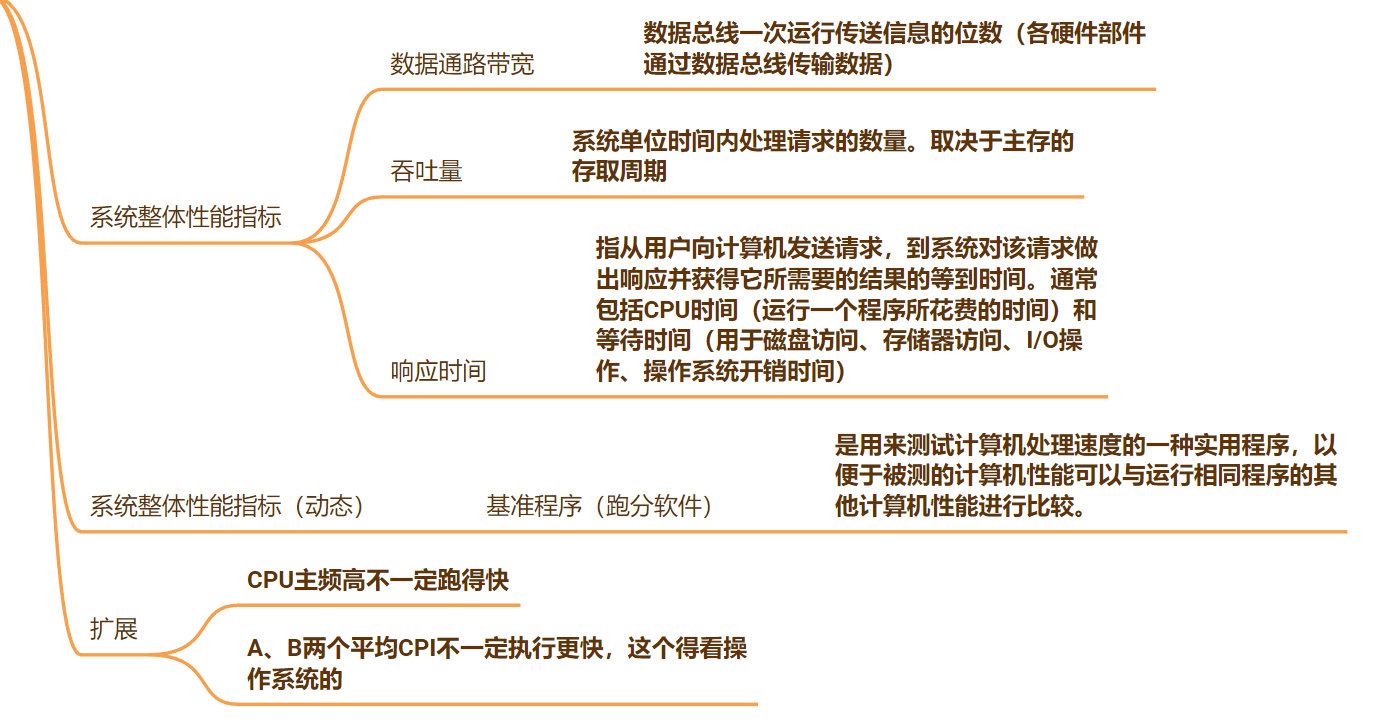 数据通路带宽
数据总线一次运行传送信息的位数（各硬件部件
通过数据总线传输数据）
吞吐量
系统单位时间内处理请求的数量。取决于主存的
存取周期
系统整体性能指标
响应时间
指从用户向计算机发送请求，到系统对该请求做
出响应并获得它所需要的结果的等到时间。通常
包括CPU时间（运行一个程序所花费的时间）和
等待时间（用于磁盘访问、存储器访问、I/O操
作、操作系统开销时间）
系统整体性能指标（动态）
基准程序（跑分软件）
是用来测试计算机处理速度的一种实用程序，以
便于被测的计算机性能可以与运行相同程序的其
他计算机性能进行比较。
扩展
CPU主频高不一定跑得快
A、B两个平均CPI不一定执行更快，这个得看操
作系统的